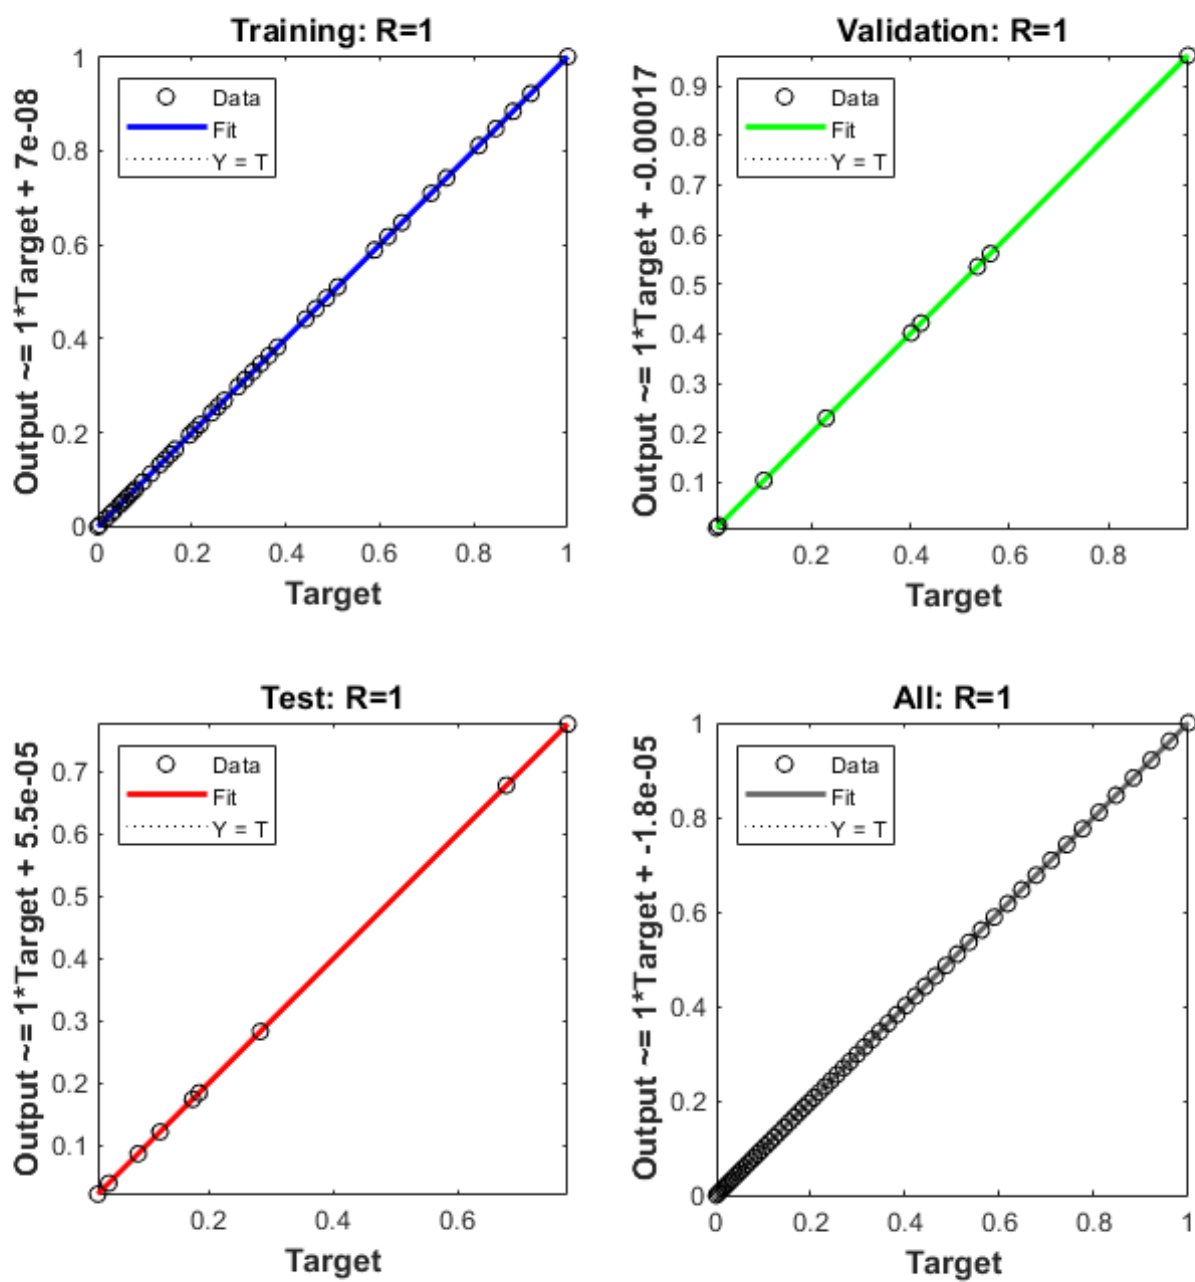 Training: R=1
Output ~= 1*Target + 7e-08
Data
Fit
Y = T
1
0.8
0.6
0.4
0.2
0
0 0.2 0.4 0.6 0.8 1
Target
Validation: R=1
Output ~= 1*Target + -0.00017
Data
Fit
Y = T
0.9
0.8
0.7
0.6
0.5
0.4
0.3
0.2
0.1
0.2 0.4 0.6 0.8
Target
Test: R=1
Output ~= 1*Target + 5.5e-05
Data
Fit
Y = T
0.7
0.6
0.5
0.4
0.3
0.2
0.1
0.2 0.4 0.6
Target
All: R=1
Output ~= 1*Target + -1.8e-05
Data
Fit
Y = T
1
0.8
0.6
0.4
0.2
0
0 0.2 0.4 0.6 0.8 1
Target